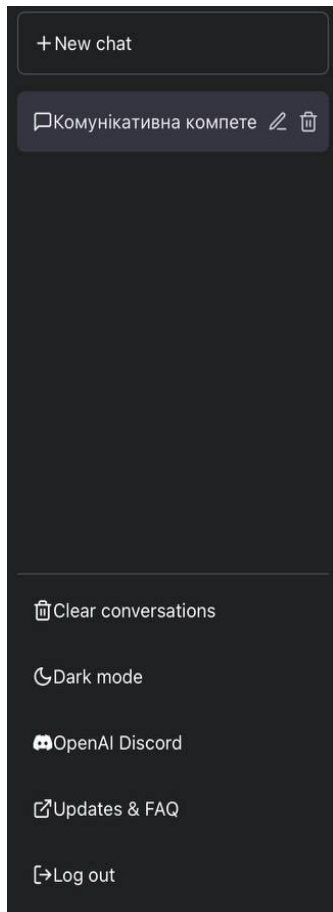 New chat
Комунікативна компете
Clear conversations
Dark mode
OpenAI Discord
Updates & FAQ
Log out